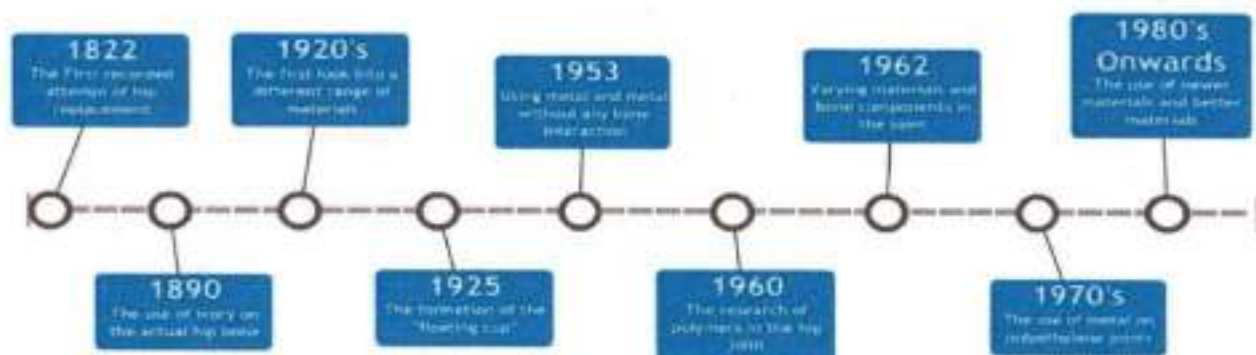 1822
The First recorded
attempt of hip
replacement
1890
The use of ivory on
the actual hip bone
1920's
The first look into a
different range of
materials
1925
The formation of the
"floating cup"
1953
Using metal and metal
without any bone
interaction
1960
The research of
polymers in the hip
joint
1962
Varying materials and
bone components in
the
1970's
The use of metal on
joints
1980's
Onwards
The use of newer
materials and better
materials